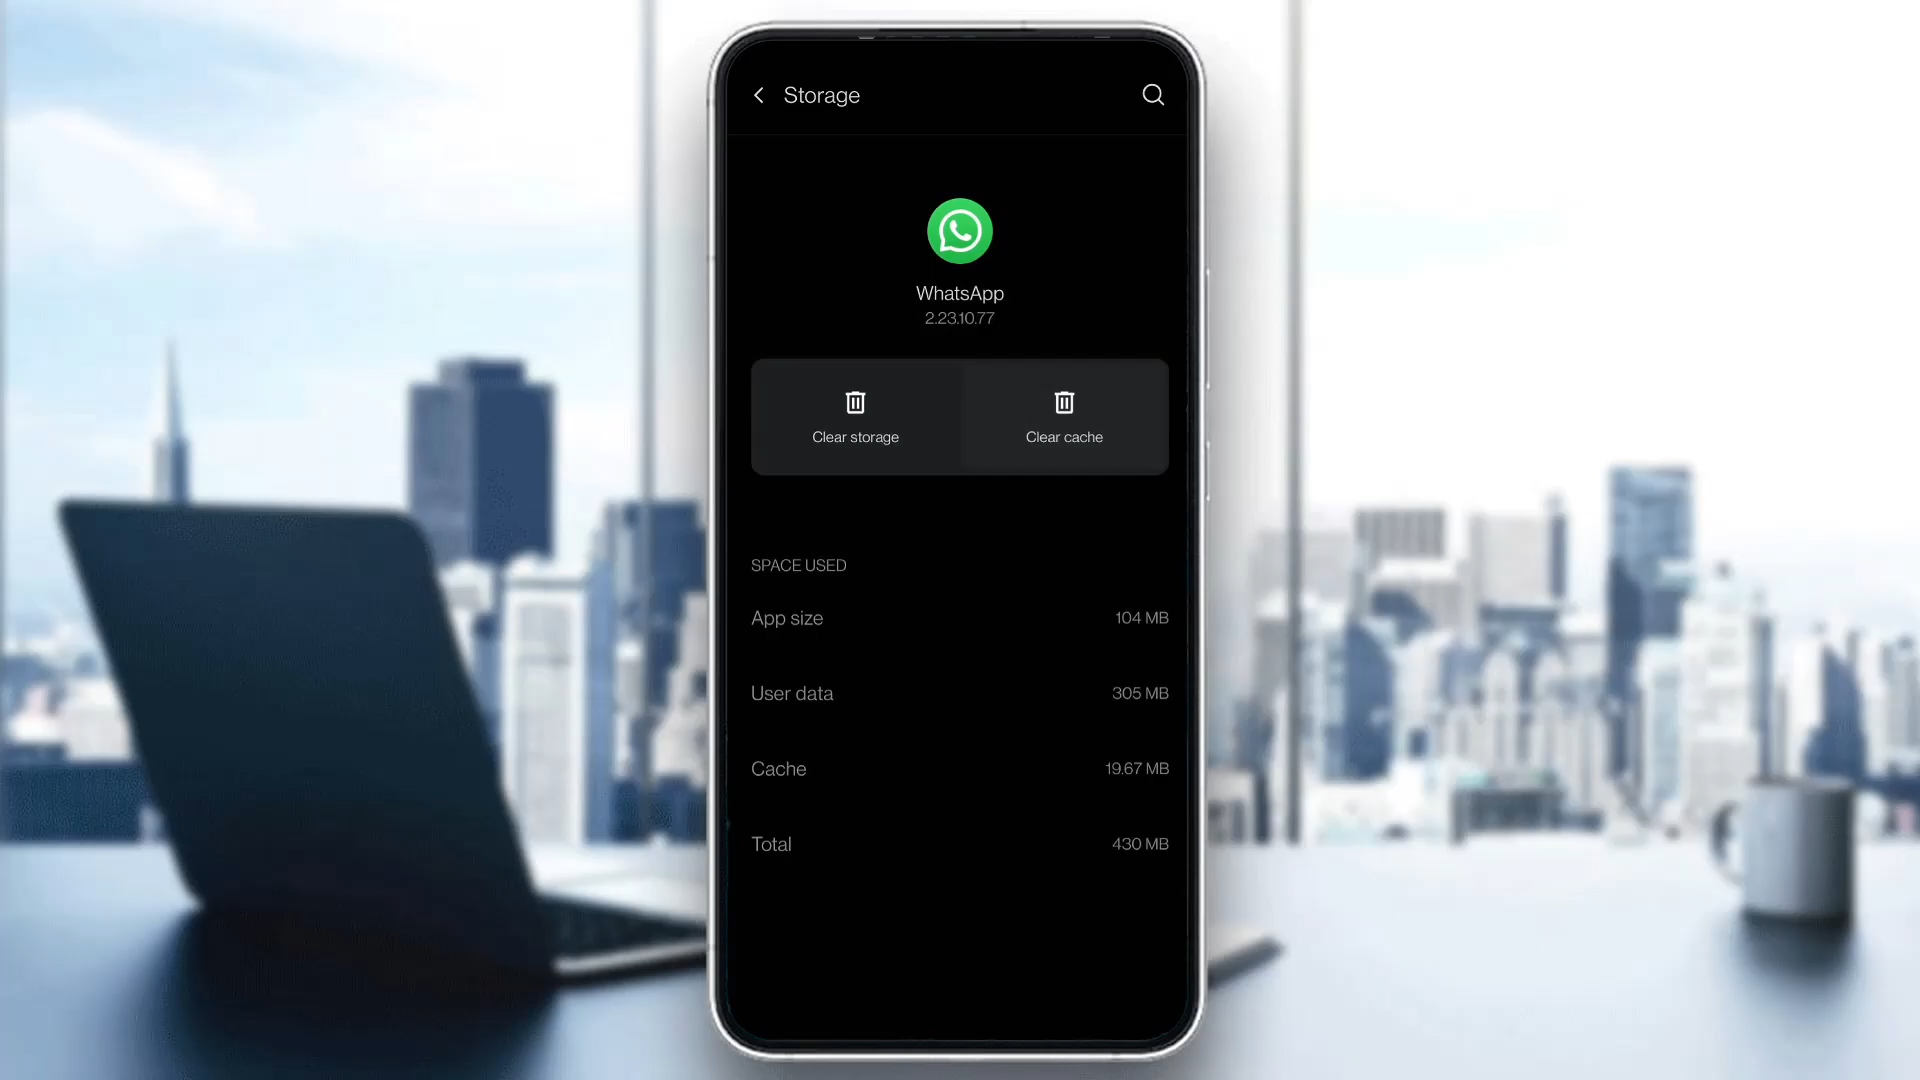 Storage
WhatsApp
2.23.10.77
Clear storage
Clear cache
SPACE USED
App size
104 MB
User data
305 MB
Cache
19.67 MB
Total
430 MB